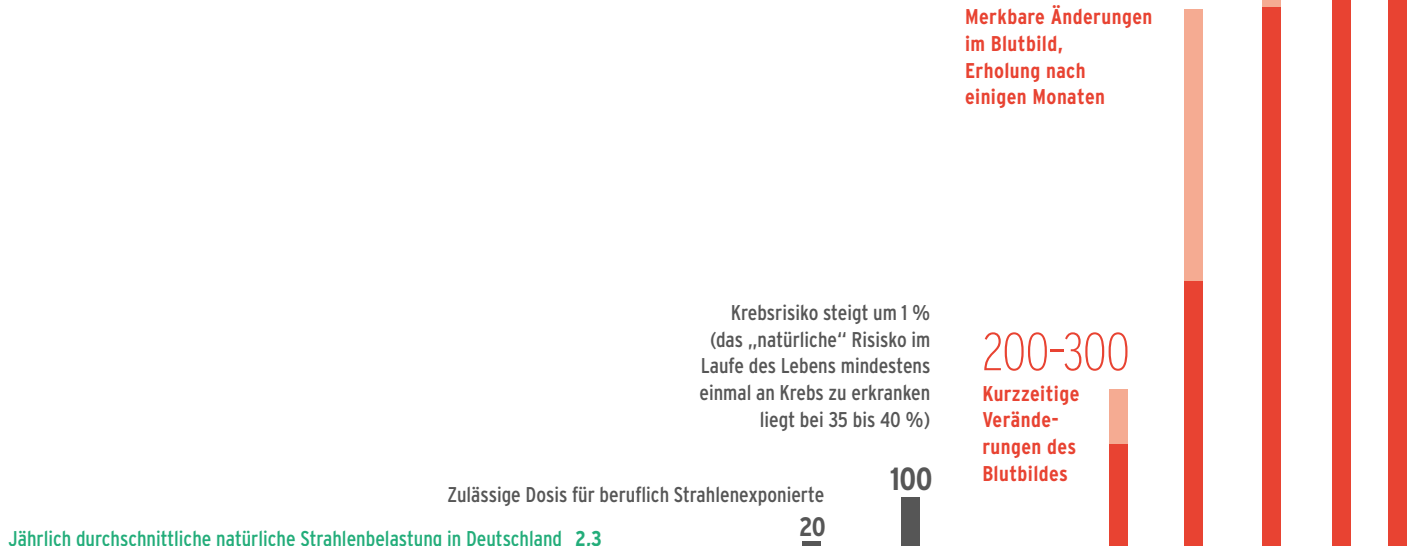 Merkbare Änderungen
im Blutbild,
Erholung nach
einigen Monaten
Krebsrisiko steigt um 1 %
(das „natürliche“ Risisko im
Laufe des Lebens mindestens
einmal an Krebs zu erkranken
liegt bei 35 bis 40 %)
200–300
Kurzzeitige
Verände-
rungen des
Blutbildes
100
Zulässige Dosis für beruflich Strahlenexponierte
20
Jährlich durchschnittliche natürliche Strahlenbelastung in Deutschland 2.3